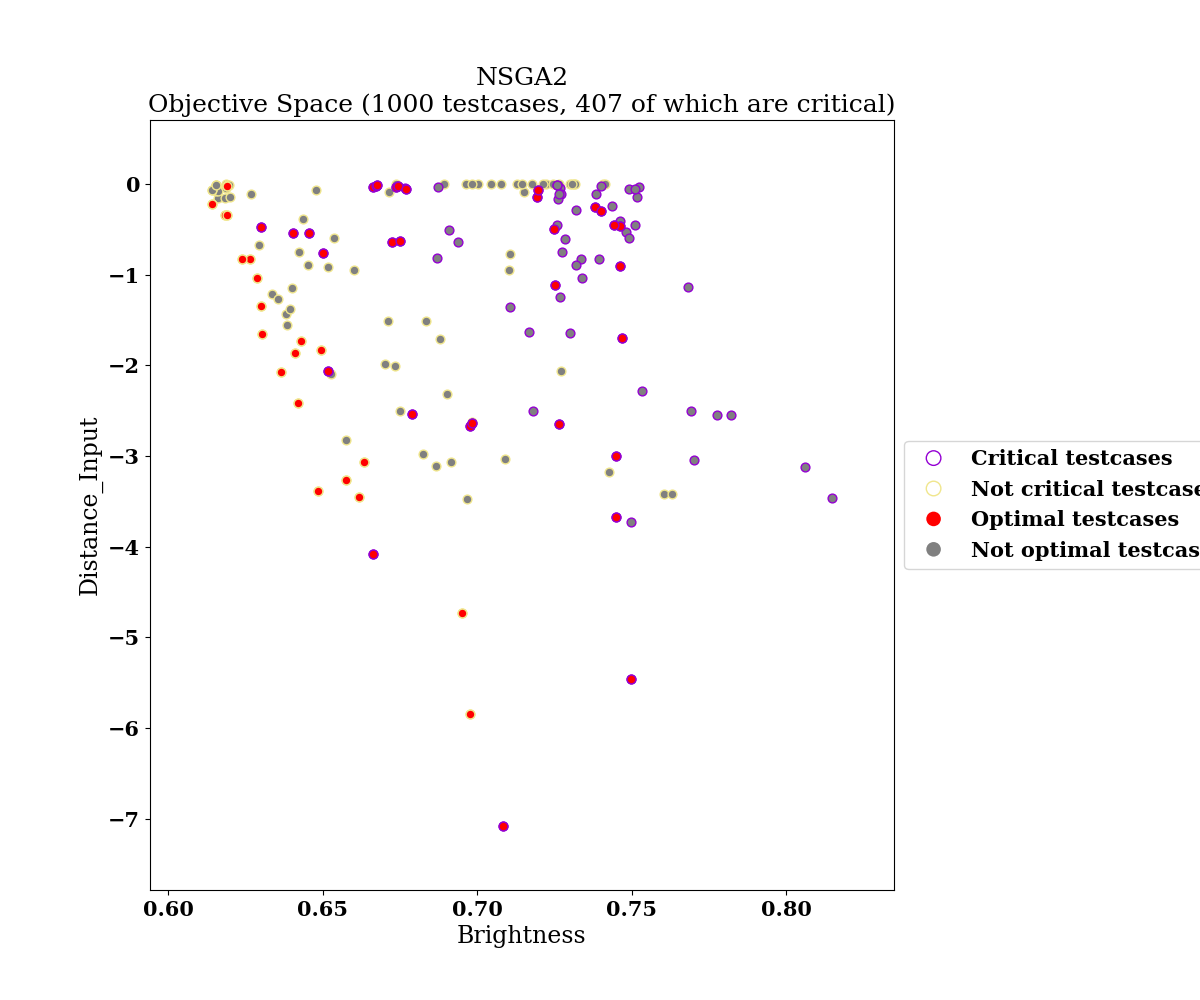 NSGA2
Objective Space (1000 testcases, 407 of which are critical)
0
−1
−2
−3
−4
−5
−6
−7
Distance_Input
0.60 0.65 0.70 0.75 0.80
Brightness
Critical testcases
Not critical testcase
Optimal testcases
Not optimal testcas